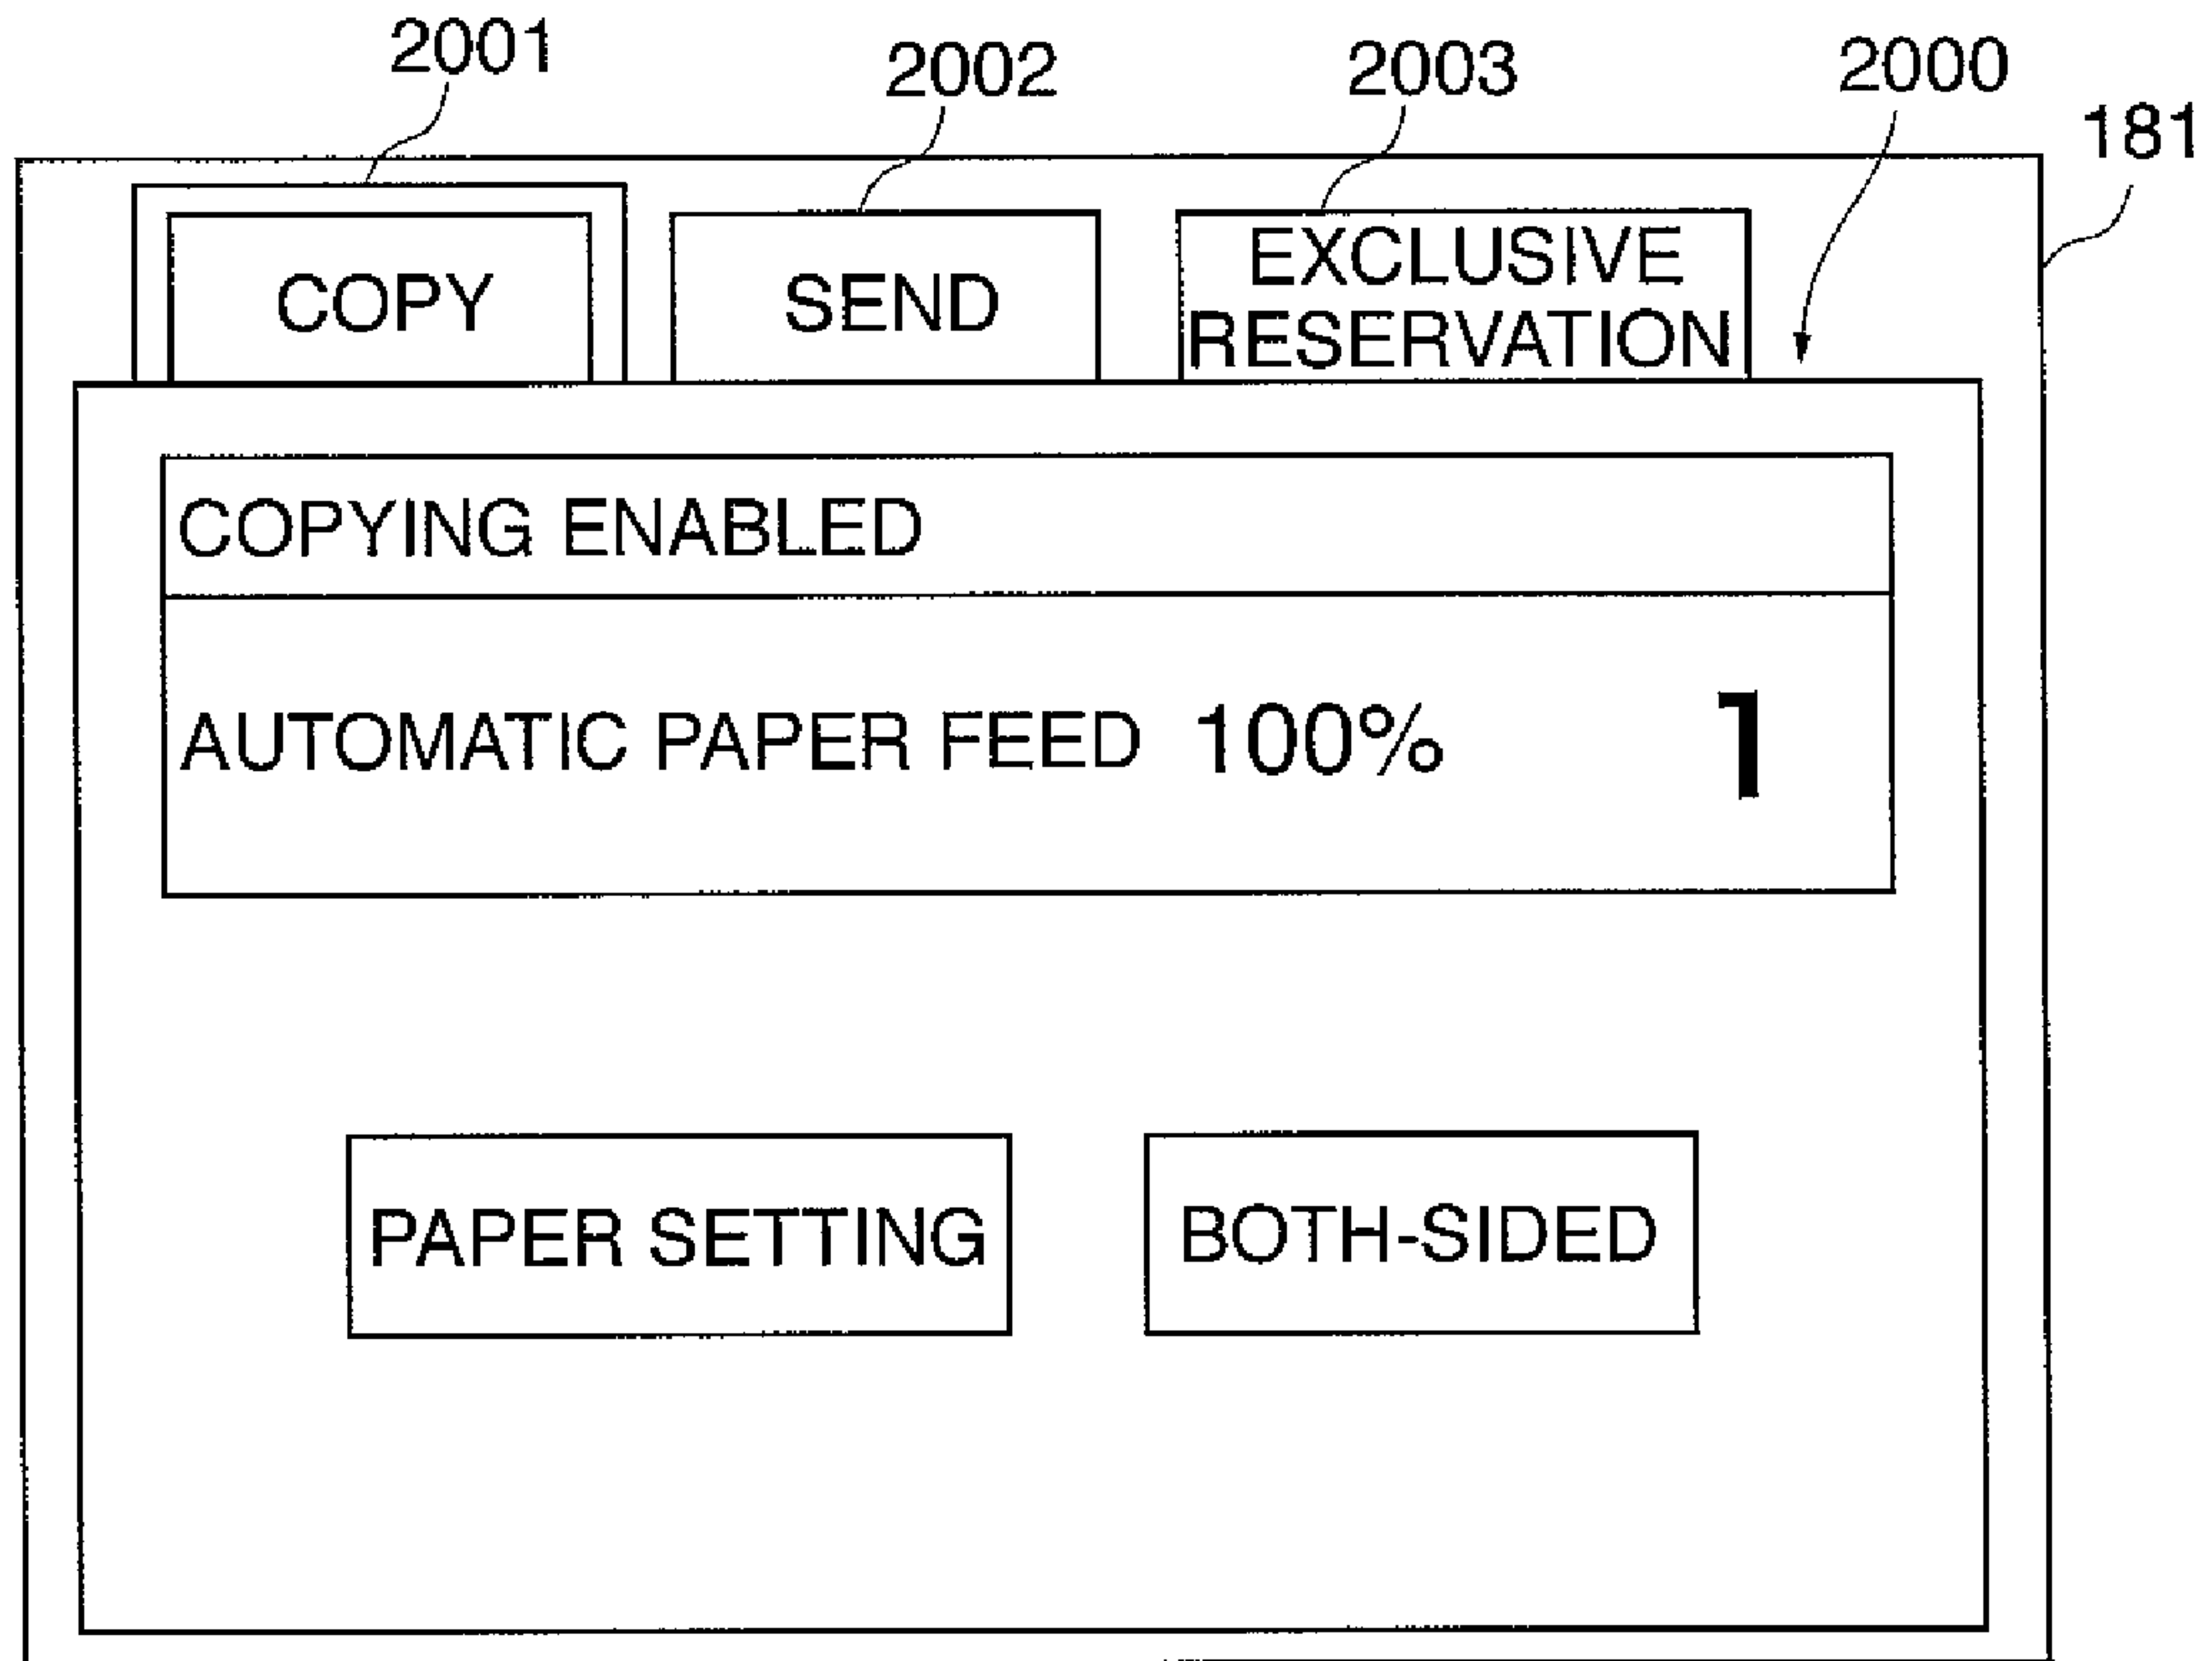 2001
2002
2003
2000
181
COPY
SEND
EXCLUSIVE
RESERVATION
COPYING ENABLED
AUTOMATIC PAPER FEED 100% 1
PAPER SETTING
BOTH-SIDED